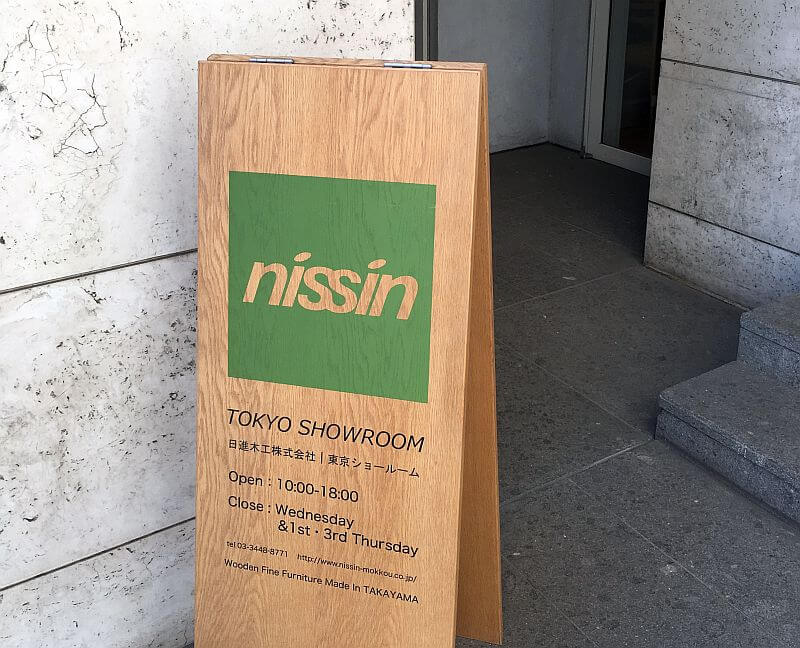 nissin
TOKYO SHOWROOM
日進木工株式会社 | 東京ショールーム
Open : 10:00-18:00
Close : Wednesday
&1st・3rd Thursday
tel 03-3448-8771 http://www.nissin-mokkou.co.jp/
Wooden Fine Furniture Made In TAKAYAMA